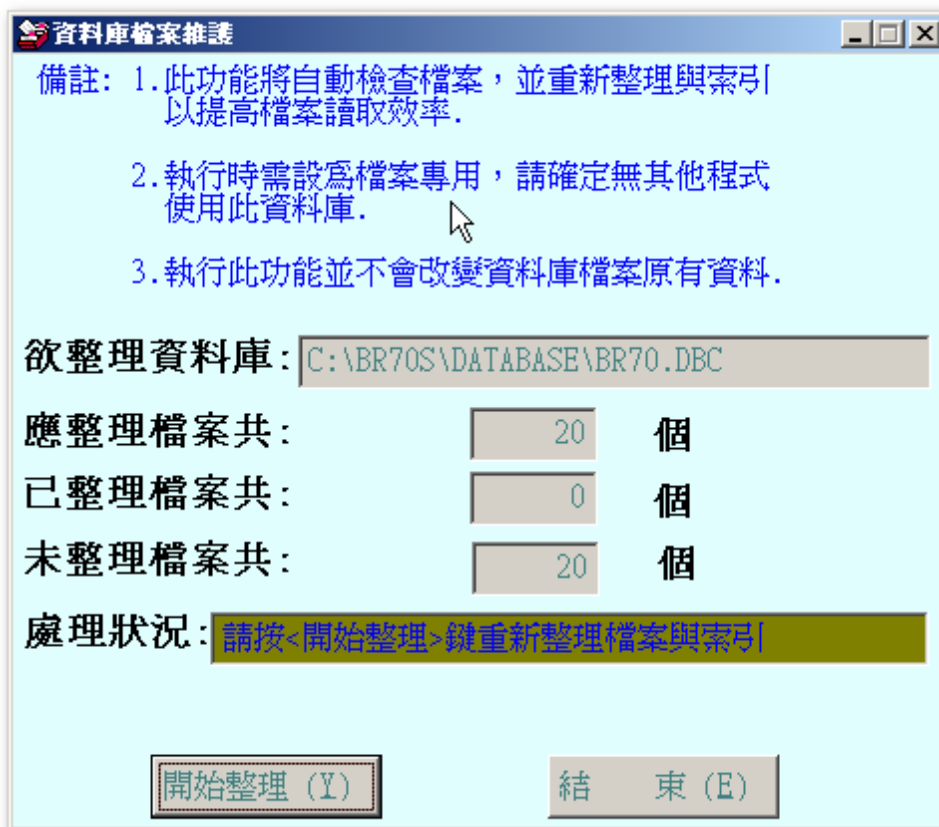 資料庫檔案維護
備註: 1.此功能將自動檢查檔案，並重新整理與索引
以提高檔案讀取效率.
2.執行時需設為檔案專用，請確定無其他程式
使用此資料庫.
3.執行此功能並不會改變資料庫檔案原有資料.
欲整理資料庫: C:\BR70S\DATABASE\BR70.DBC
應整理檔案共: 20 個
已整理檔案共: 0 個
未整理檔案共: 20 個
處理狀況: 請按<開始整理>鍵重新整理檔案與索引
開始整理 (Y) 結 束 (E)